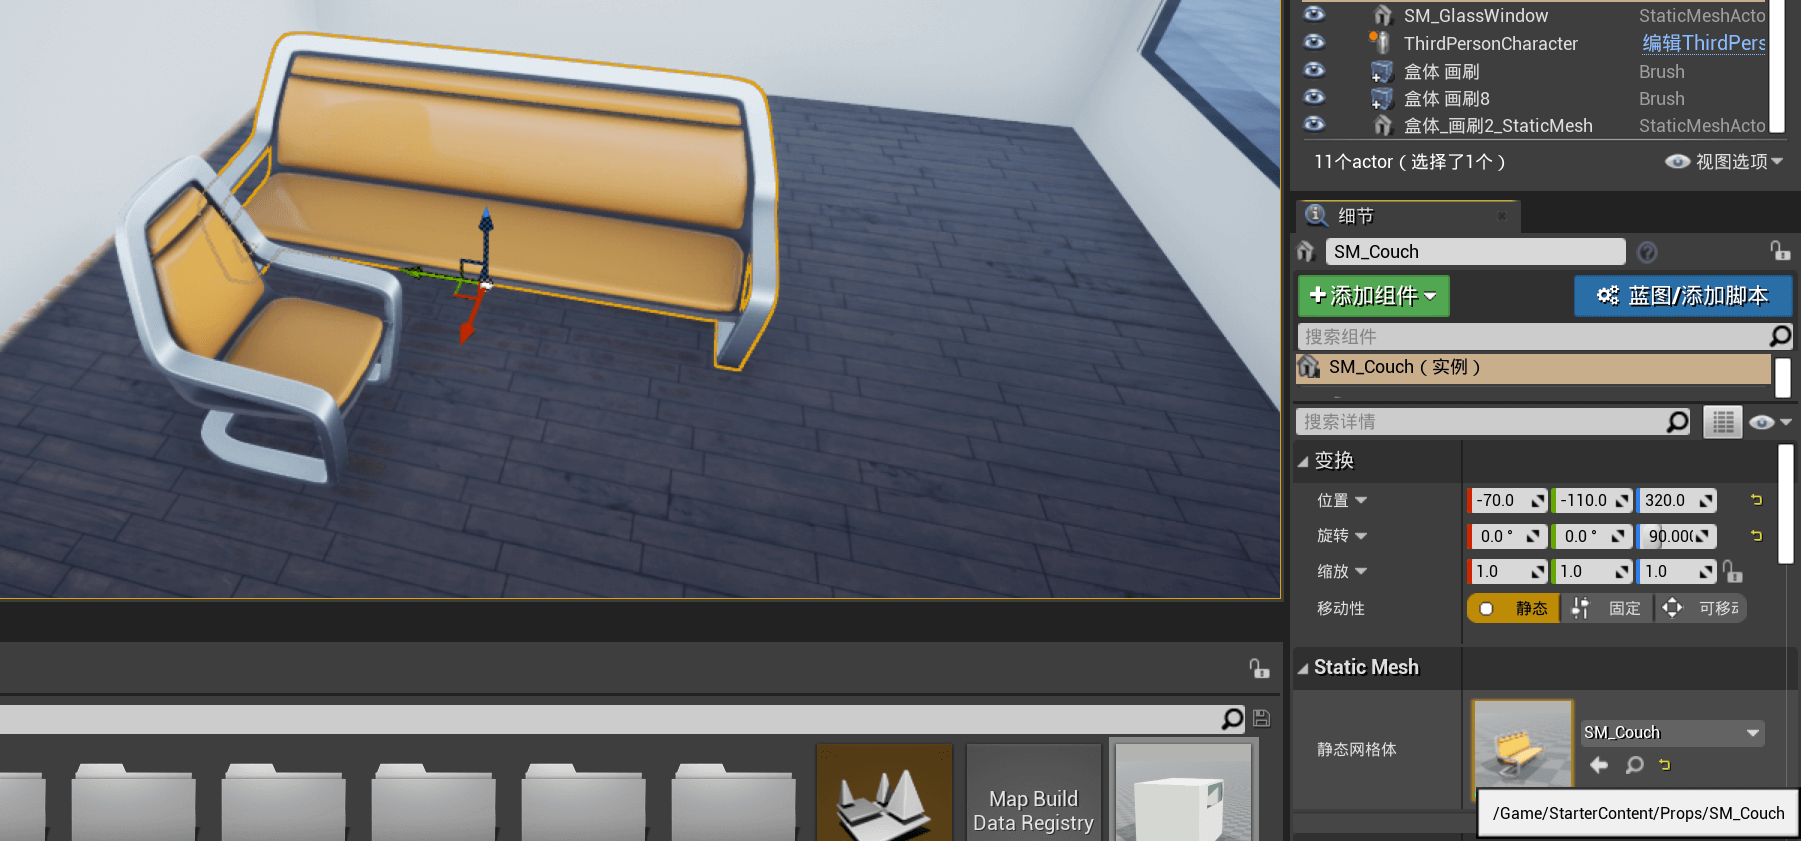 SM_GlassWindow StaticMeshActo
ThirdPersonCharacter 编辑ThirdPers
盒体 画刷 Brush
盒体 画刷8 Brush
盒体_画刷2_StaticMesh StaticMeshActo
11个actor（选择了1个） 视图选项
细节
SM_Couch
添加组件 蓝图/添加脚本
搜索组件
SM_Couch（实例）
搜索详情
变换
位置 -70.0 -110.0 320.0
旋转 0.0 ° 0.0 ° 90.00
缩放 1.0 1.0 1.0
移动性 静态 固定 可移动
Static Mesh
静态网格体 SM_Couch
/Game/StarterContent/Props/SM_Couch
Map Build
Data Registry